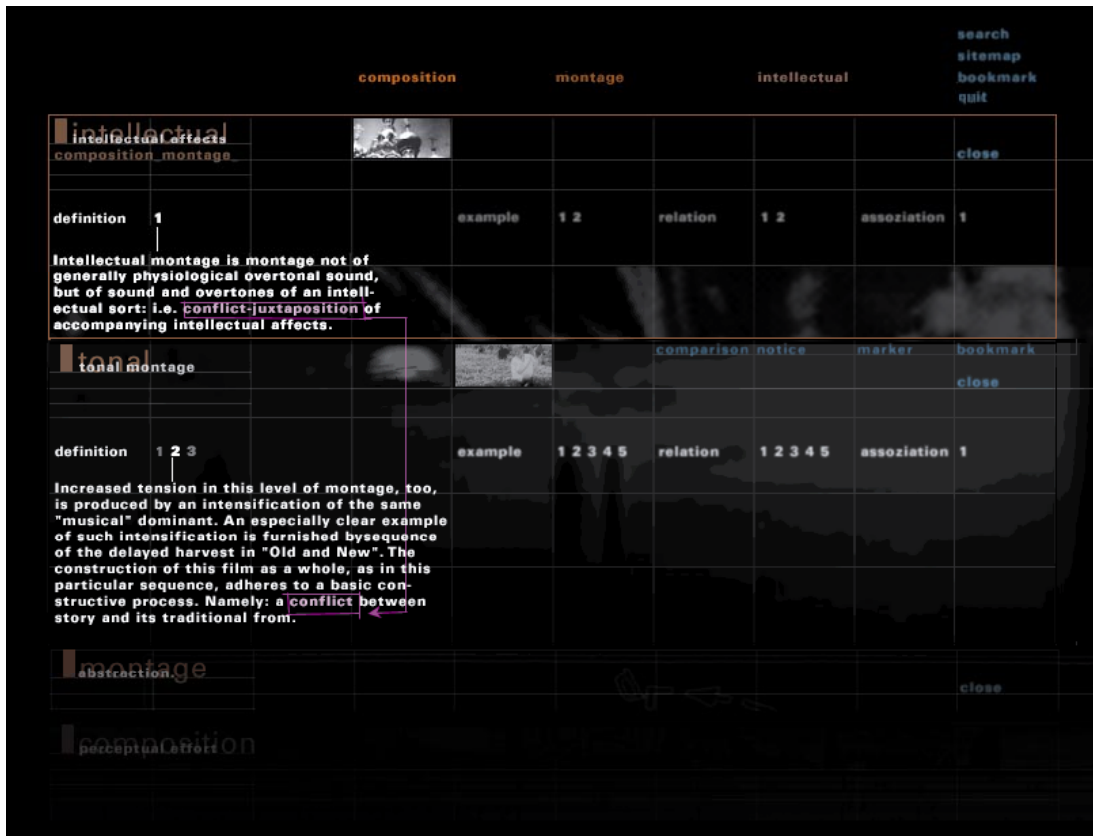 search
sitemap
composition montage intellectual bookmark
quit
intellectual
intellectual affects
composition_montage_
close
definition 1 example 1 2 relation 1 2 assoziation 1
Intellectual montage is montage not of
generally physiological overtonal sound,
but of sound and overtones of an intell-
ectual sort: i.e. conflict-juxtaposition of
accompanying intellectual affects.
tonal
tonal montage
comparison notice marker bookmark
close
definition 1 2 3 example 1 2 3 4 5 relation 1 2 3 4 5 assoziation 1
Increased tension in this level of montage, too,
is produced by an intensification of the same
"musical" dominant. An especially clear example
of such intensification is furnished bysequence
of the delayed harvest in "Old and New". The
construction of this film as a whole, as in this
particular sequence, adheres to a basic con-
structive process. Namely: a conflict between
story and its traditional from.
montage
abstraction.
close
composition
perceptual effort